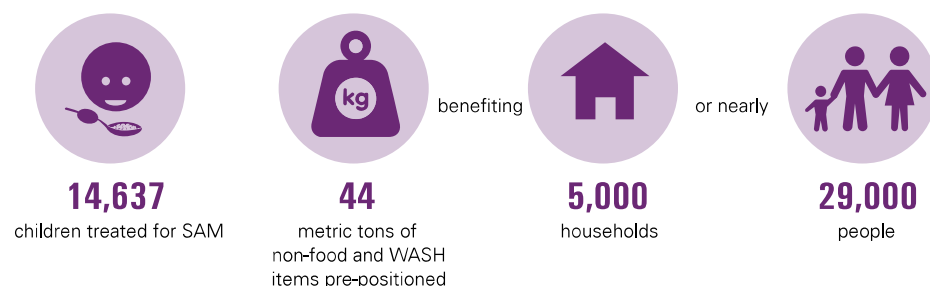 kg
benefiting
or nearly
14,637
children treated for SAM
44
metric tons of
non-food and WASH
items pre-positioned
5,000
households
29,000
people